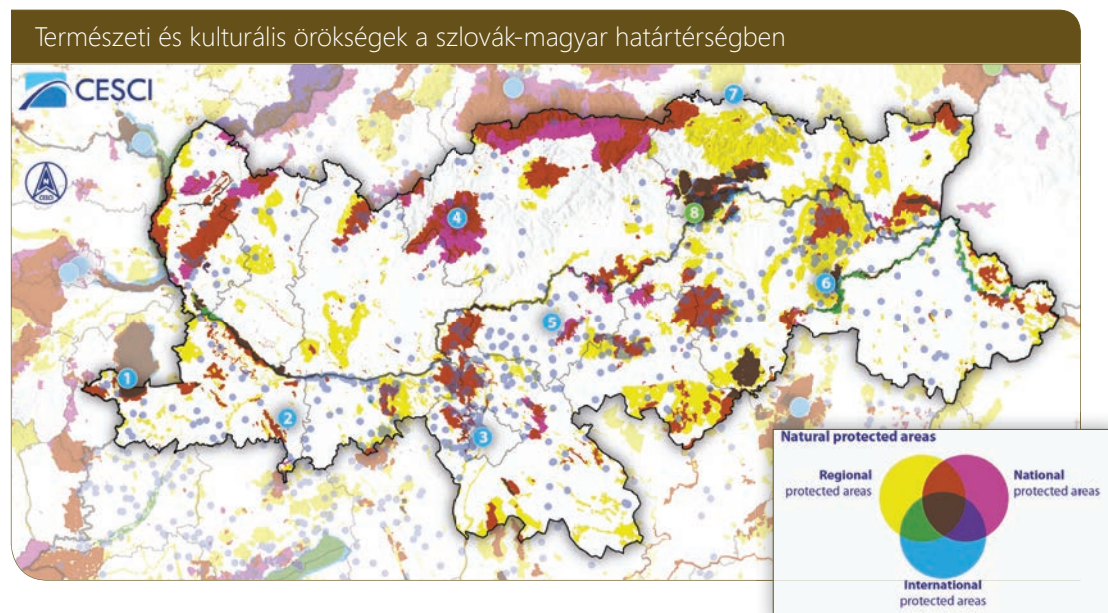 Természeti és kulturális örökségek a szlovák-magyar határtérségben
CESCI
N
CESCI
7
4
8
6
5
1
2
3
Natural protected areas
Regional
protected areas
National
protected areas
International
protected areas